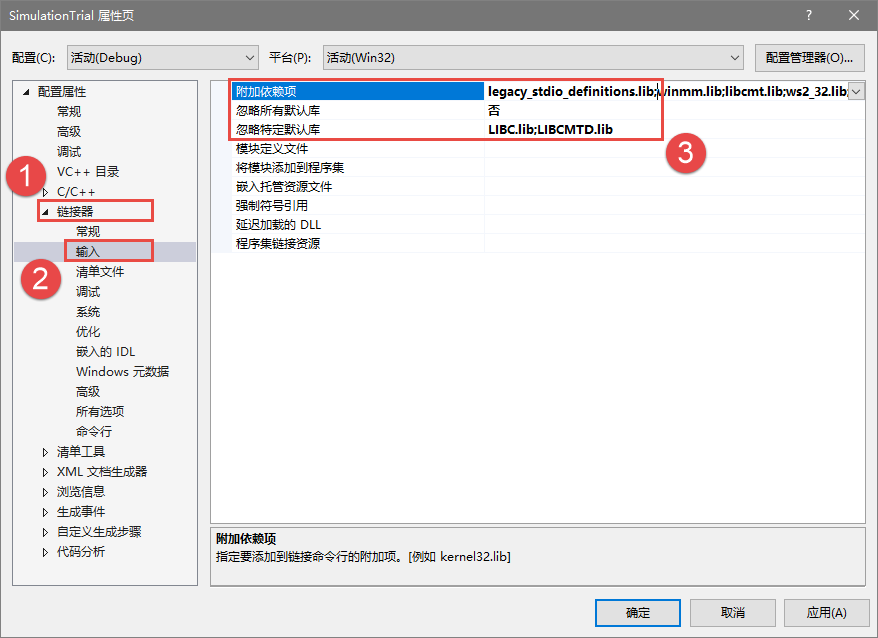 SimulationTrial 属性页
配置(C): 活动(Debug) 平台(P): 活动(Win32) 配置管理器(O)...
配置属性
常规
高级
调试
VC++ 目录
C/C++
链接器
常规
输入
清单文件
调试
系统
优化
嵌入的 IDL
Windows 元数据
高级
所有选项
命令行
清单工具
XML 文档生成器
浏览信息
生成事件
自定义生成步骤
代码分析
1
2
附加依赖项 legacy_stdio_definitions.lib;winmm.lib;libcmt.lib;ws2_32.lib;
忽略所有默认库 否
忽略特定默认库 LIBC.lib;LIBCMTD.lib
模块定义文件
将模块添加到程序集
嵌入托管资源文件
强制符号引用
延迟加载的 DLL
程序集链接资源
3
附加依赖项
指定要添加到链接命令行的附加项。[例如 kernel32.lib]
确定 取消 应用(A)